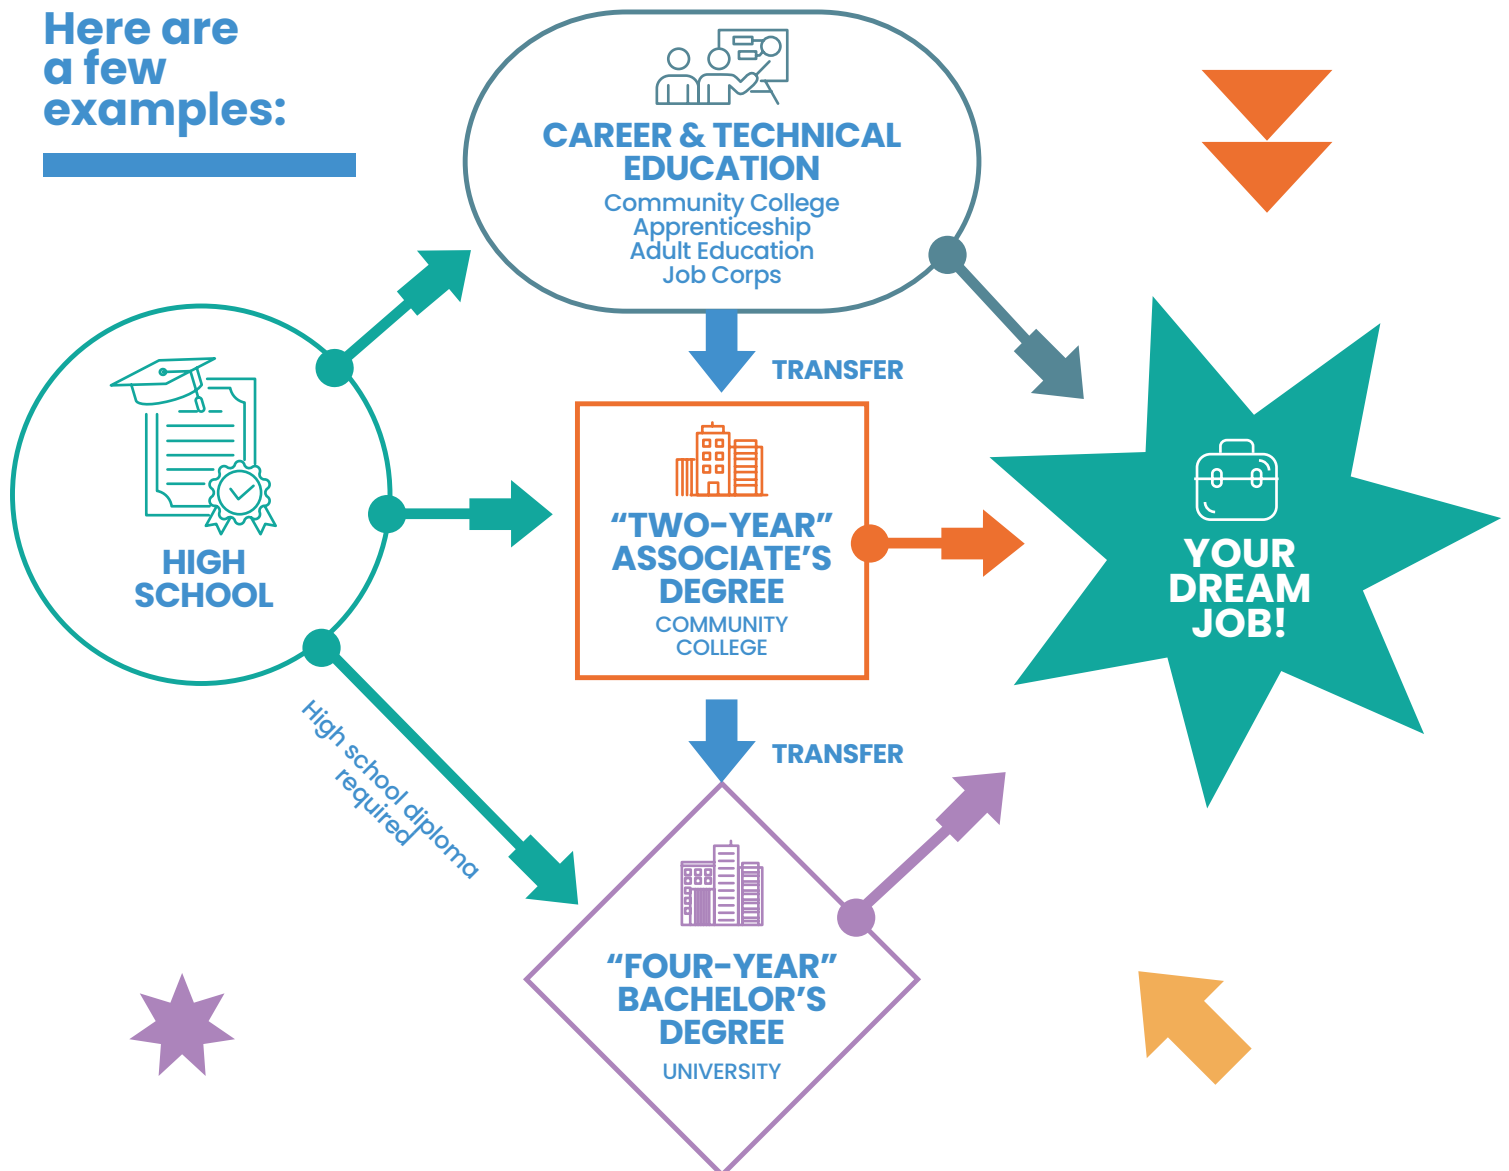 Here are
a few
examples:
CAREER & TECHNICAL
EDUCATION
Community College
Apprenticeship
Adult Education
Job Corps
TRANSFER
HIGH
SCHOOL
“TWO-YEAR”
ASSOCIATE’S
DEGREE
COMMUNITY
COLLEGE
YOUR
DREAM
JOB!
High school diploma
required
TRANSFER
“FOUR-YEAR”
BACHELOR’S
DEGREE
UNIVERSITY